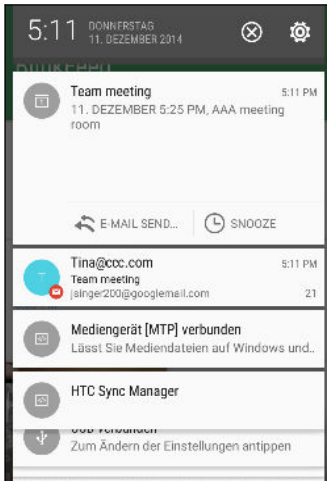 5:11
DONNERSTAG
11. DEZEMBER 2014
Team meeting 5:11 PM
11. DEZEMBER 5:25 PM, AAA meeting
room
E-MAIL SEND... SNOOZE
Tina@ccc.com 5:11 PM
Team meeting
jsinger200@googlemail.com 21
Mediengerät [MTP] verbunden
Lässt Sie Mediendateien auf Windows und..
HTC Sync Manager
USB verbunden
Zum Ändern der Einstellungen antippen